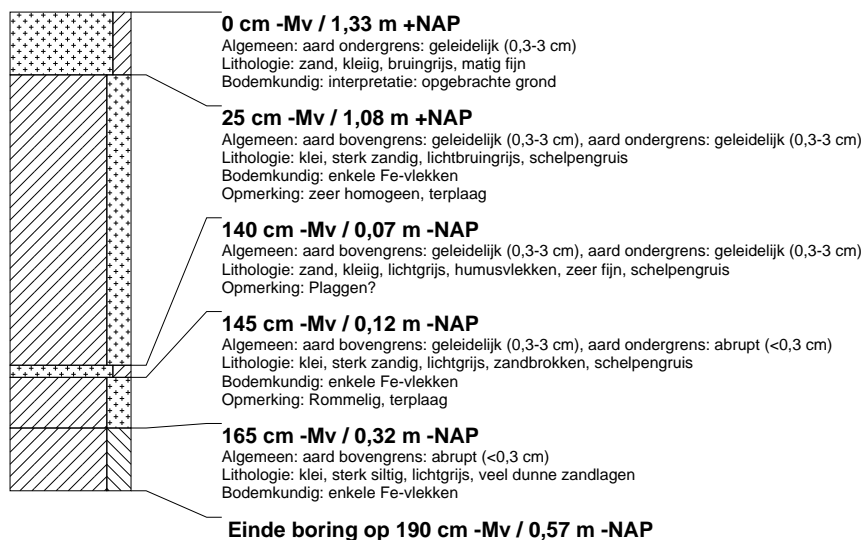 0 cm -Mv / 1,33 m +NAP
Algemeen: aard ondergrens: geleidelijk (0,3-3 cm)
Lithologie: zand, kleiig, bruingrijs, matig fijn
Bodemkundig: interpretatie: opgebrachte grond
25 cm -Mv / 1,08 m +NAP
Algemeen: aard bovengrens: geleidelijk (0,3-3 cm), aard ondergrens: geleidelijk (0,3-3 cm)
Lithologie: klei, sterk zandig, lichtbruingrijs, schelpengruis
Bodemkundig: enkele Fe-vlekken
Opmerking: zeer homogeen, terplaag
140 cm -Mv / 0,07 m -NAP
Algemeen: aard bovengrens: geleidelijk (0,3-3 cm), aard ondergrens: geleidelijk (0,3-3 cm)
Lithologie: zand, kleiig, lichtgrijs, humusvlekken, zeer fijn, schelpengruis
Opmerking: Plaggen?
145 cm -Mv / 0,12 m -NAP
Algemeen: aard bovengrens: geleidelijk (0,3-3 cm), aard ondergrens: abrupt (<0,3 cm)
Lithologie: klei, sterk zandig, lichtgrijs, zandbrokken, schelpengruis
Bodemkundig: enkele Fe-vlekken
Opmerking: Rommelig, terplaag
165 cm -Mv / 0,32 m -NAP
Algemeen: aard bovengrens: abrupt (<0,3 cm)
Lithologie: klei, sterk siltig, lichtgrijs, veel dunne zandlagen
Bodemkundig: enkele Fe-vlekken
Einde boring op 190 cm -Mv / 0,57 m -NAP